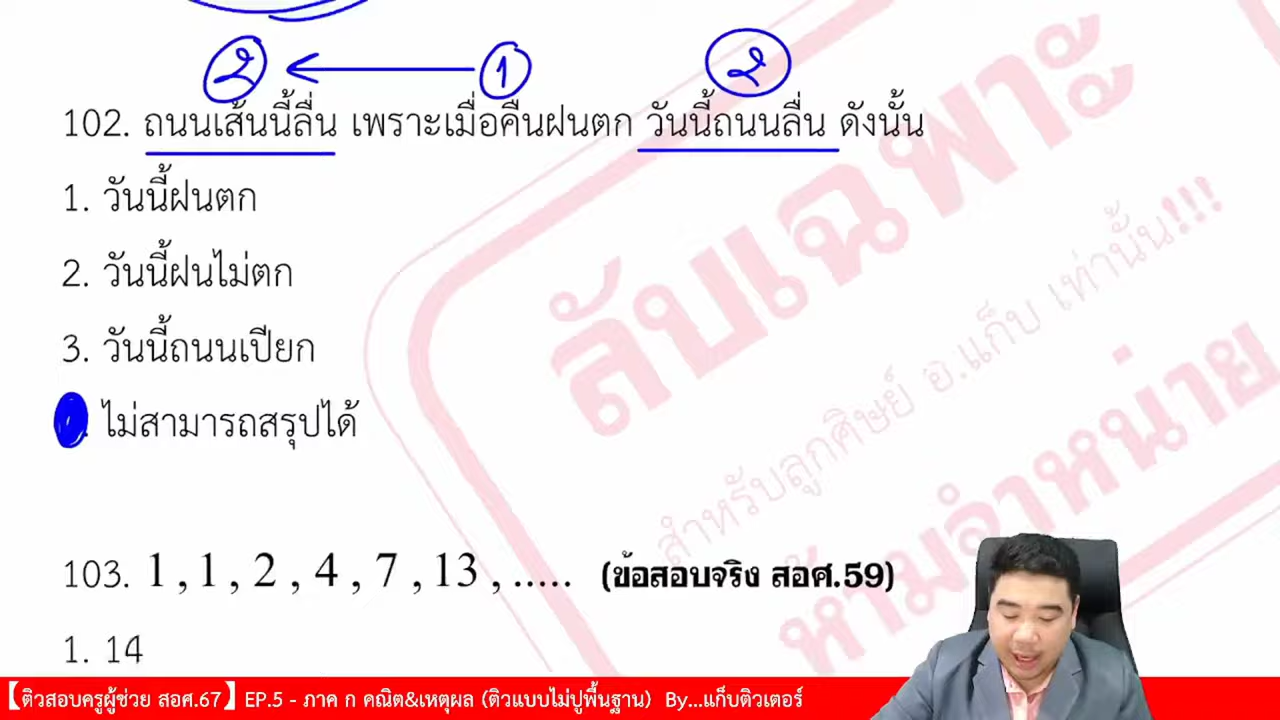 2 ← 1 2
102. ถนนเส้นนี้ลื่น เพราะเมื่อคืนฝนตก วันนี้ถนนลื่น ดังนั้น
1. วันนี้ฝนตก
2. วันนี้ฝนไม่ตก
3. วันนี้ถนนเปียก
ไม่สามารถสรุปได้
103. 1 , 1 , 2 , 4 , 7 , 13 , ..... (ข้อสอบจริง สอศ.59)
1. 14
ลับเฉพาะ
สำหรับลูกศิษย์ อ.แก็บ เท่านั้น!!!
ห้ามจำหน่าย
【ติวสอบครูผู้ช่วย สอศ.67】 EP.5 - ภาค ก คณิต&เหตุผล (ติวแบบไม่ปูพื้นฐาน) By...แก็บติวเตอร์